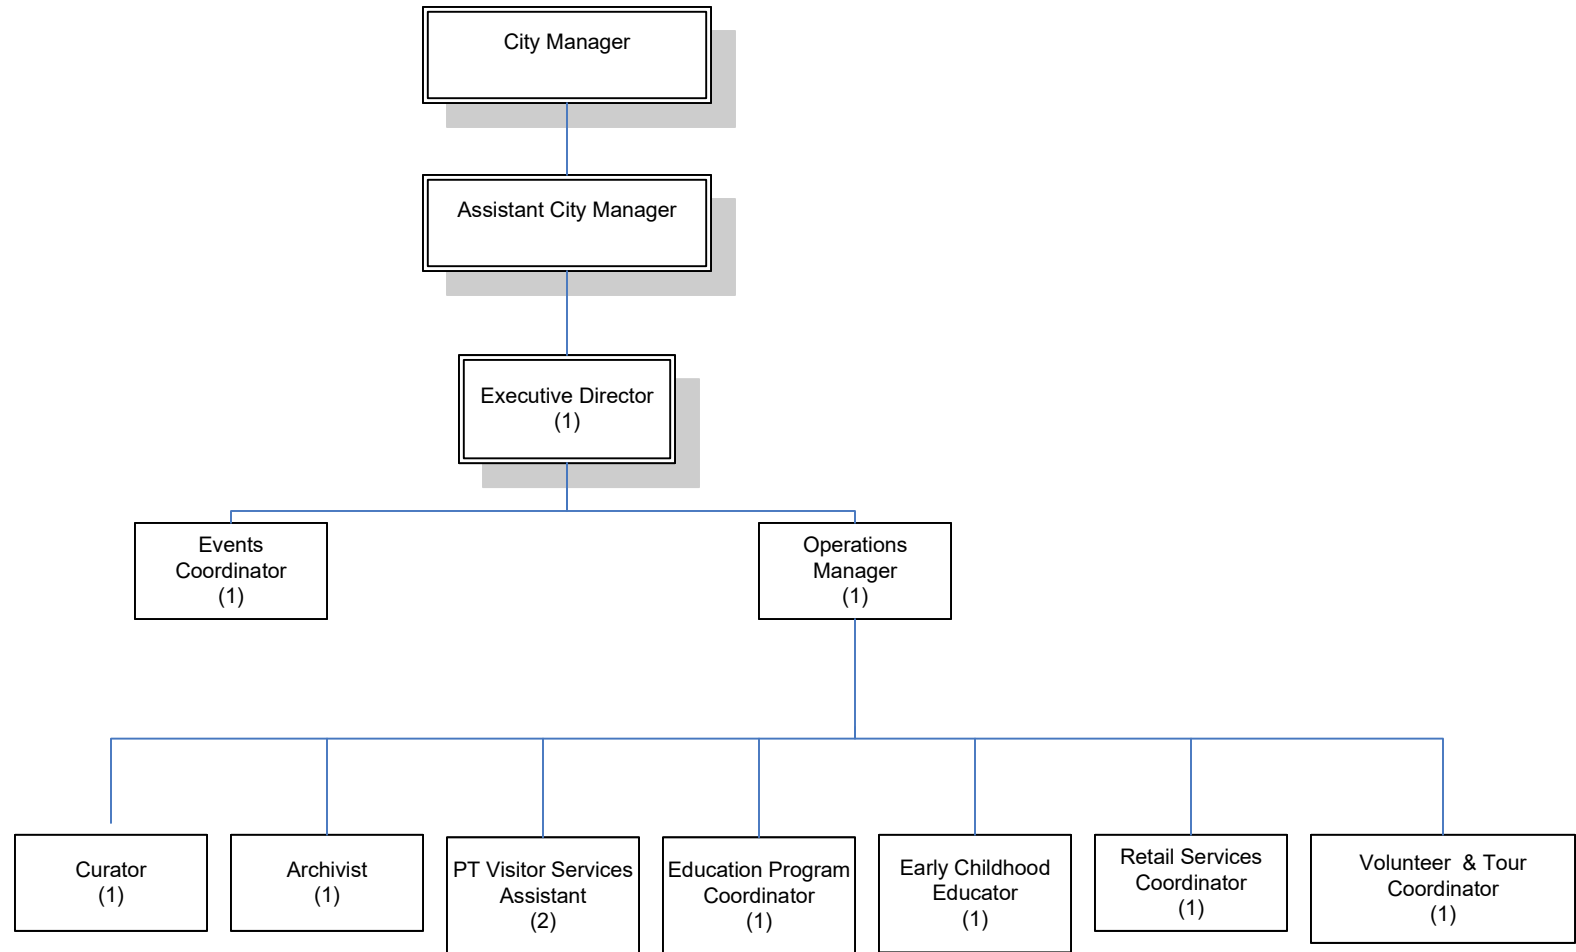 City Manager
Assistant City Manager
Executive Director
(1)
Events
Coordinator
(1)
Operations
Manager
(1)
Curator
(1)
Archivist
(1)
PT Visitor Services
Assistant
(2)
Education Program
Coordinator
(1)
Early Childhood
Educator
(1)
Retail Services
Coordinator
(1)
Volunteer & Tour
Coordinator
(1)